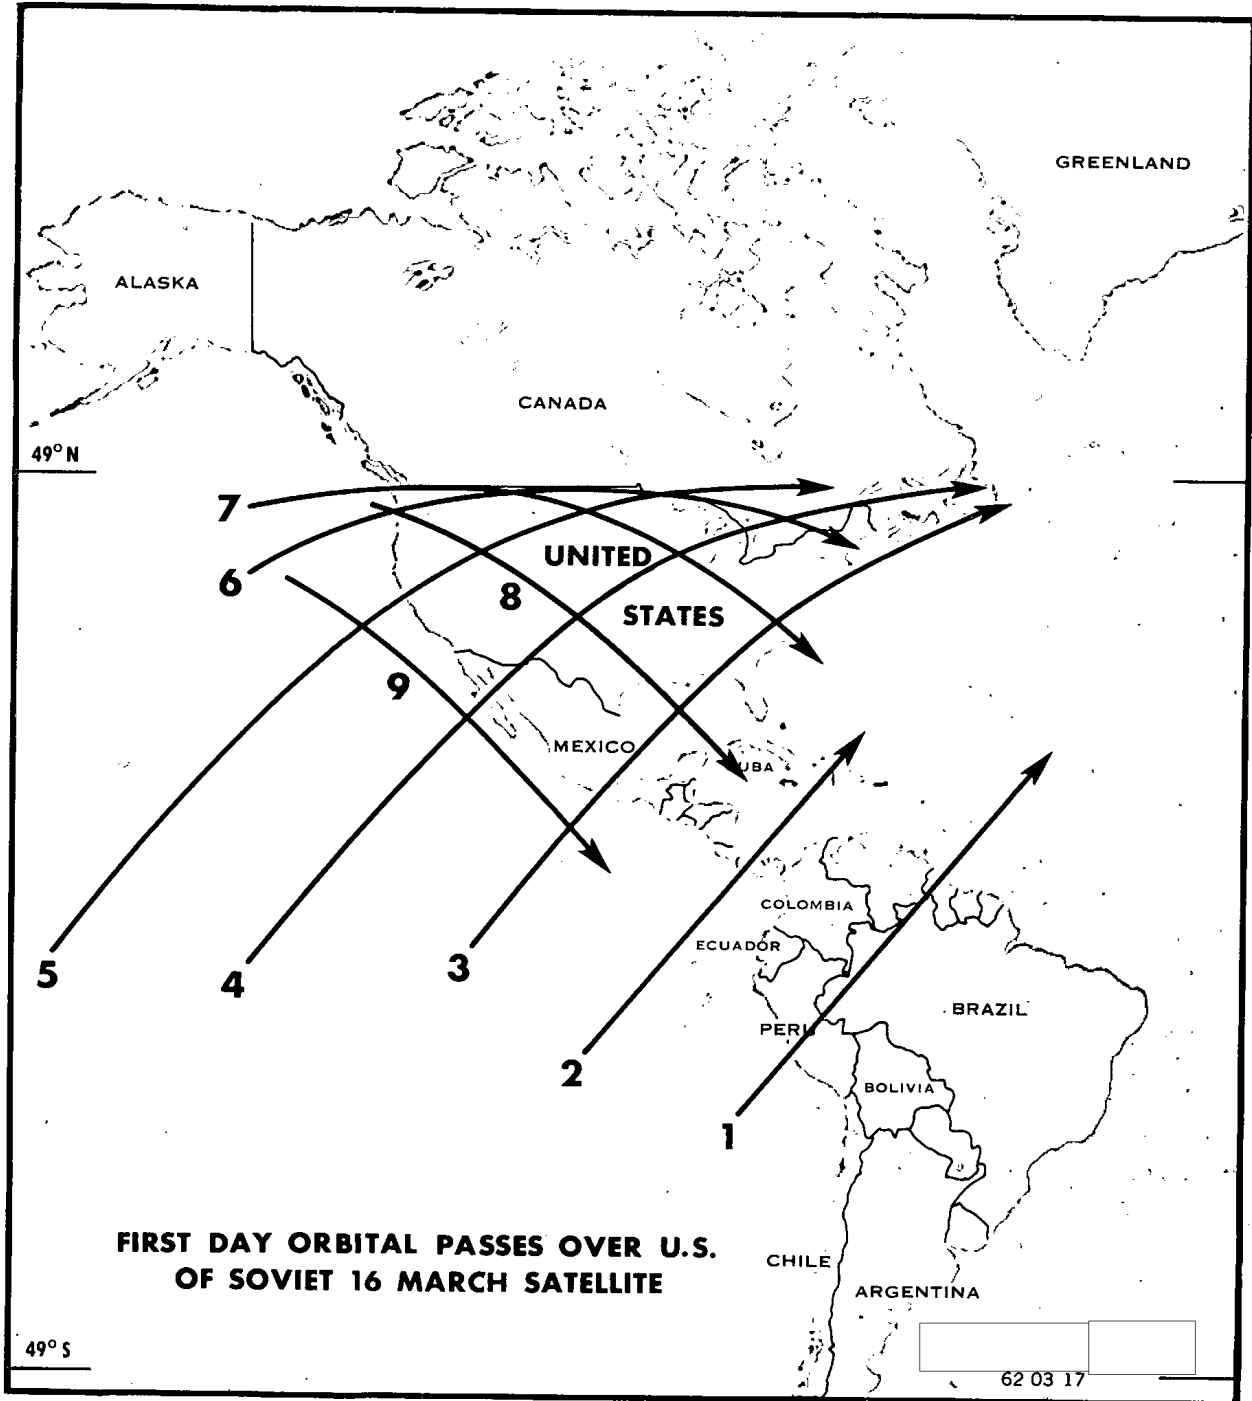 GREENLAND
ALASKA
CANADA
49° N
7
6
UNITED
8
STATES
9
MEXICO
UBA
COLOMBIA
ECUADOR
5
4
3
BRAZIL
PERU
2
BOLIVIA
1
FIRST DAY ORBITAL PASSES OVER U.S.
OF SOVIET 16 MARCH SATELLITE
CHILE
ARGENTINA
49° S
62 03 17